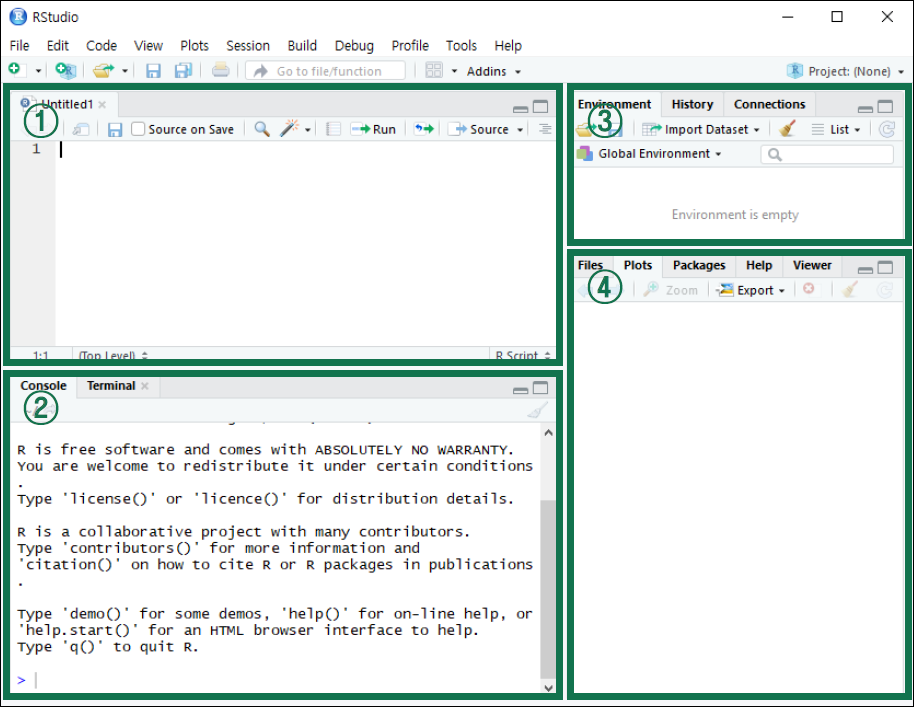 RStudio
File Edit Code View Plots Session Build Debug Profile Tools Help
Go to file/function Addins Project: (None)
Untitled1
①
Source on Save Run Source
1
1:1 (Top Level) R Script
Console Terminal
②
R is free software and comes with ABSOLUTELY NO WARRANTY.
You are welcome to redistribute it under certain conditions
.
Type 'license()' or 'licence()' for distribution details.
R is a collaborative project with many contributors.
Type 'contributors()' for more information and
'citation()' on how to cite R or R packages in publications
.
Type 'demo()' for some demos, 'help()' for on-line help, or
'help.start()' for an HTML browser interface to help.
Type 'q()' to quit R.
>
Environment History Connections
③
Import Dataset List
Global Environment
Environment is empty
Files Plots Packages Help Viewer
④
Zoom Export